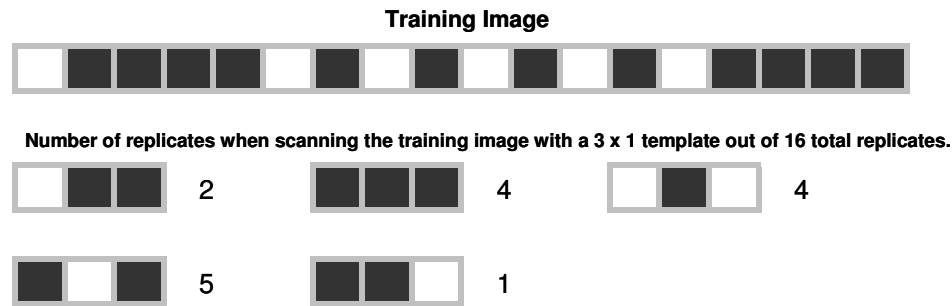 Training Image
Number of replicates when scanning the training image with a 3 x 1 template out of 16 total replicates.
2 4 4
5 1